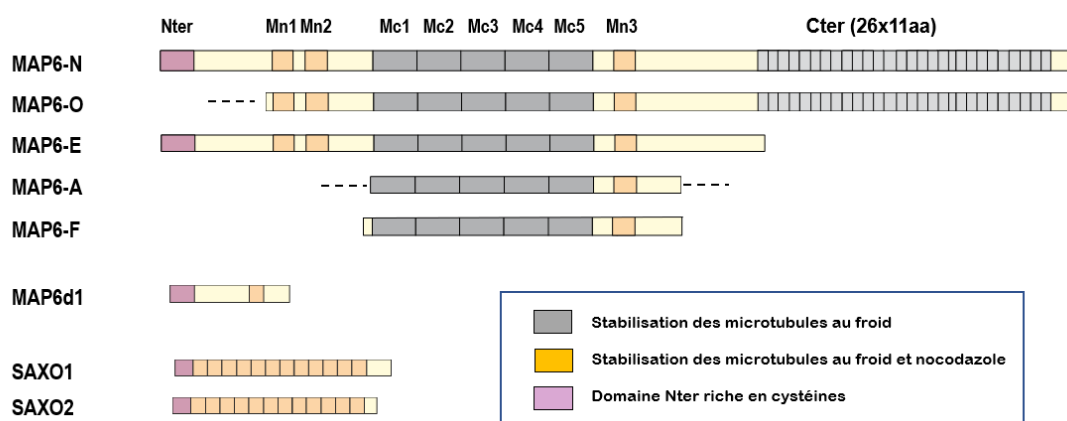 Nter Mn1 Mn2 Mc1 Mc2 Mc3 Mc4 Mc5 Mn3 Cter (26x11aa)
MAP6-N
MAP6-O
MAP6-E
MAP6-A
MAP6-F
MAP6d1
SAXO1
SAXO2
Stabilisation des microtubules au froid
Stabilisation des microtubules au froid et nocodazole
Domaine Nter riche en cystéines